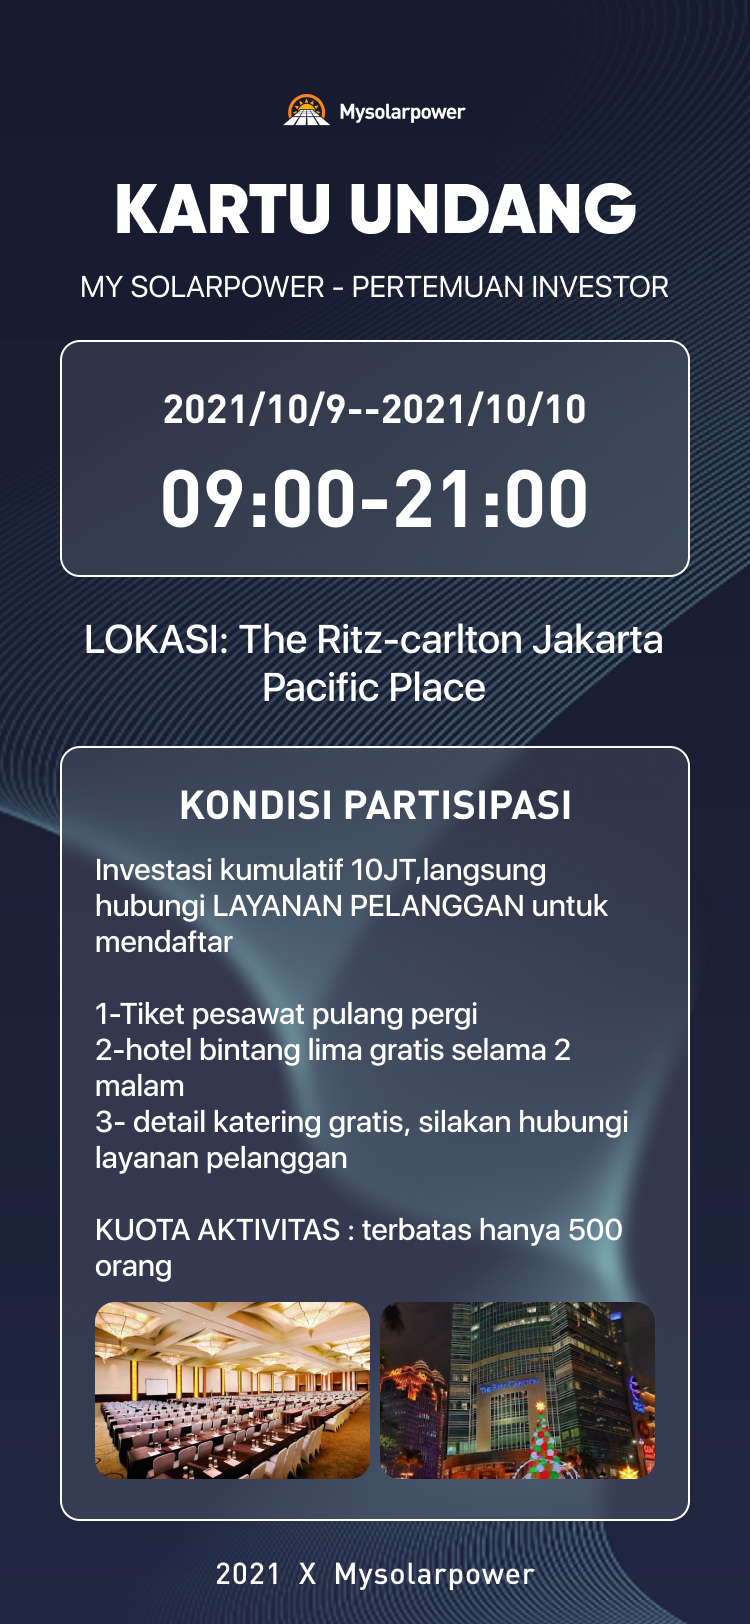 Mysolarpower
KARTU UNDANG
MY SOLARPOWER - PERTEMUAN INVESTOR
2021/10/9--2021/10/10
09:00-21:00
LOKASI: The Ritz-carlton Jakarta
Pacific Place
KONDISI PARTISIPASI
Investasi kumulatif 10JT,langsung
hubungi LAYANAN PELANGGAN untuk
mendaftar
1-Tiket pesawat pulang pergi
2-hotel bintang lima gratis selama 2
malam
3- detail katering gratis, silakan hubungi
layanan pelanggan
KUOTA AKTIVITAS : terbatas hanya 500
orang
THE RITZ-CARLTON
2021 X Mysolarpower